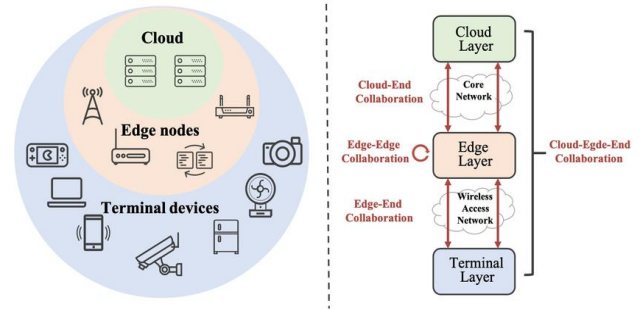 Cloud
Edge nodes
Terminal devices
Cloud
Layer
Cloud-End
Collaboration
Core
Network
Edge-Edge
Collaboration
Edge
Layer
Cloud-Egde-End
Collaboration
Edge-End
Collaboration
Wireless
Access
Network
Terminal
Layer